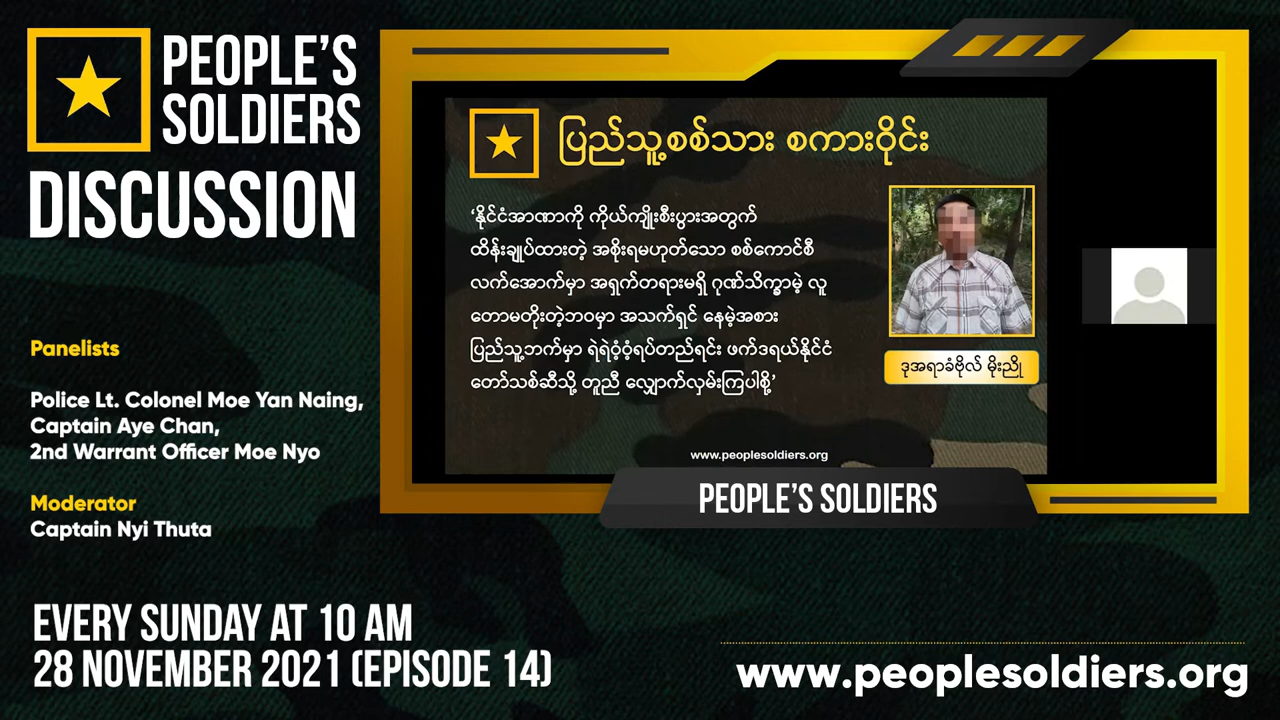 PEOPLE'S
SOLDIERS
DISCUSSION
Panelists
Police Lt. Colonel Moe Yan Naing,
Captain Aye Chan,
2nd Warrant Officer Moe Nyo
Moderator
Captain Nyi Thuta
EVERY SUNDAY AT 10 AM
28 NOVEMBER 2021 (EPISODE 14)
ပြည်သူ့စစ်သား စကားဝိုင်း
‘နိုင်ငံအာဏာကို ကိုယ်ကျိုးစီးပွားအတွက်
ထိန်းချုပ်ထားတဲ့ အစိုးရမဟုတ်သော စစ်ကောင်စီ
လက်အောက်မှာ အရှက်တရားမရှိ ဂုဏ်သိက္ခာမဲ့ လူ
တောမတိုးတဲ့ဘဝမှာ အသက်ရှင် နေမဲ့အစား
ပြည်သူ့ဘက်မှာ ရဲရဲဝံ့ဝံ့ရပ်တည်ရင်း ဖက်ဒရယ်နိုင်ငံ
တော်သစ်ဆီသို့ တူညီ လျှောက်လှမ်းကြပါစို့’
ဒုအရာခံဗိုလ် မိုးညို
www.peoplesoldiers.org
PEOPLE'S SOLDIERS
www.peoplesoldiers.org